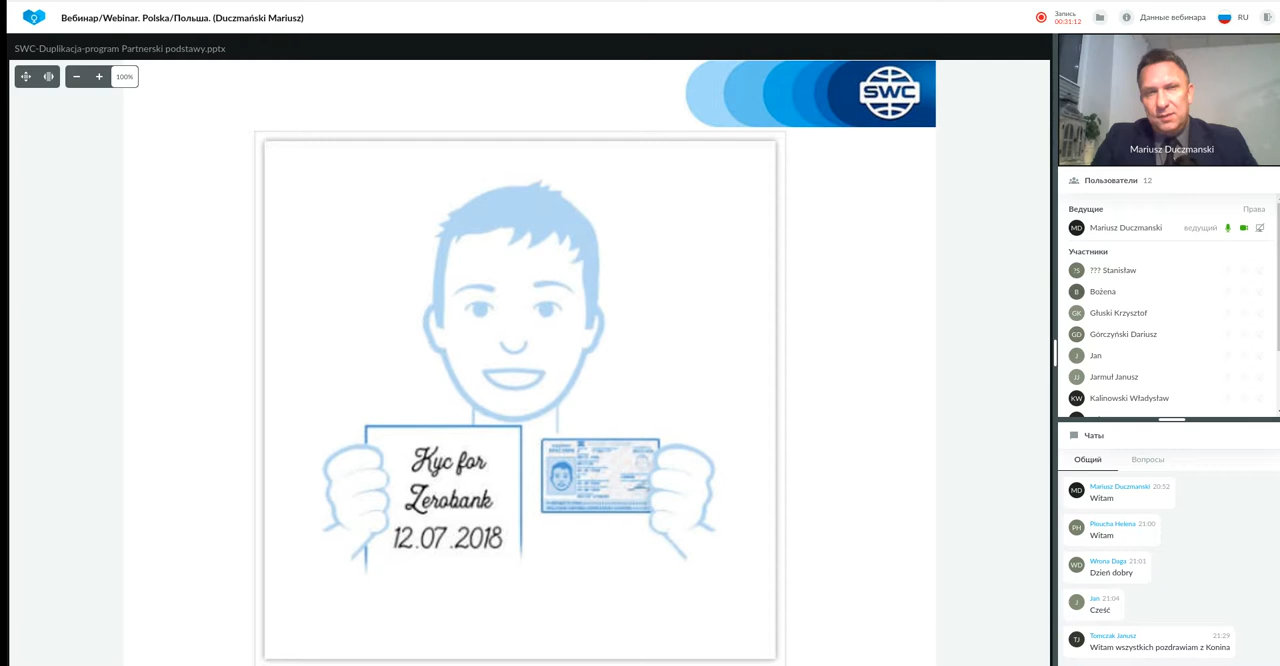 Вебинар/Webinar. Polska/Польша. (Duczmański Mariusz)
Запись
00:31:12
Данные вебинара
RU
SWC-Duplikacja-program Partnerski podstawy.pptx
100%
SWC
Kyc for
Zerobank
12.07.2018
Mariusz Duczmanski
Пользователи 12
Ведущие Права
MD Mariusz Duczmanski ведущий
Участники
?S ??? Stanisław
B Bożena
GK Głuski Krzysztof
GD Górczyński Dariusz
J Jan
JJ Jarmuł Janusz
KW Kalinowski Władysław
Чаты
Общий Вопросы
MD Mariusz Duczmanski 20:52
Witam
PH Płoucha Helena 21:00
Witam
WD Wrona Daga 21:01
Dzień dobry
J Jan 21:04
Cześć
TJ Tomczak Janusz 21:29
Witam wszystkich pozdrawiam z Konina